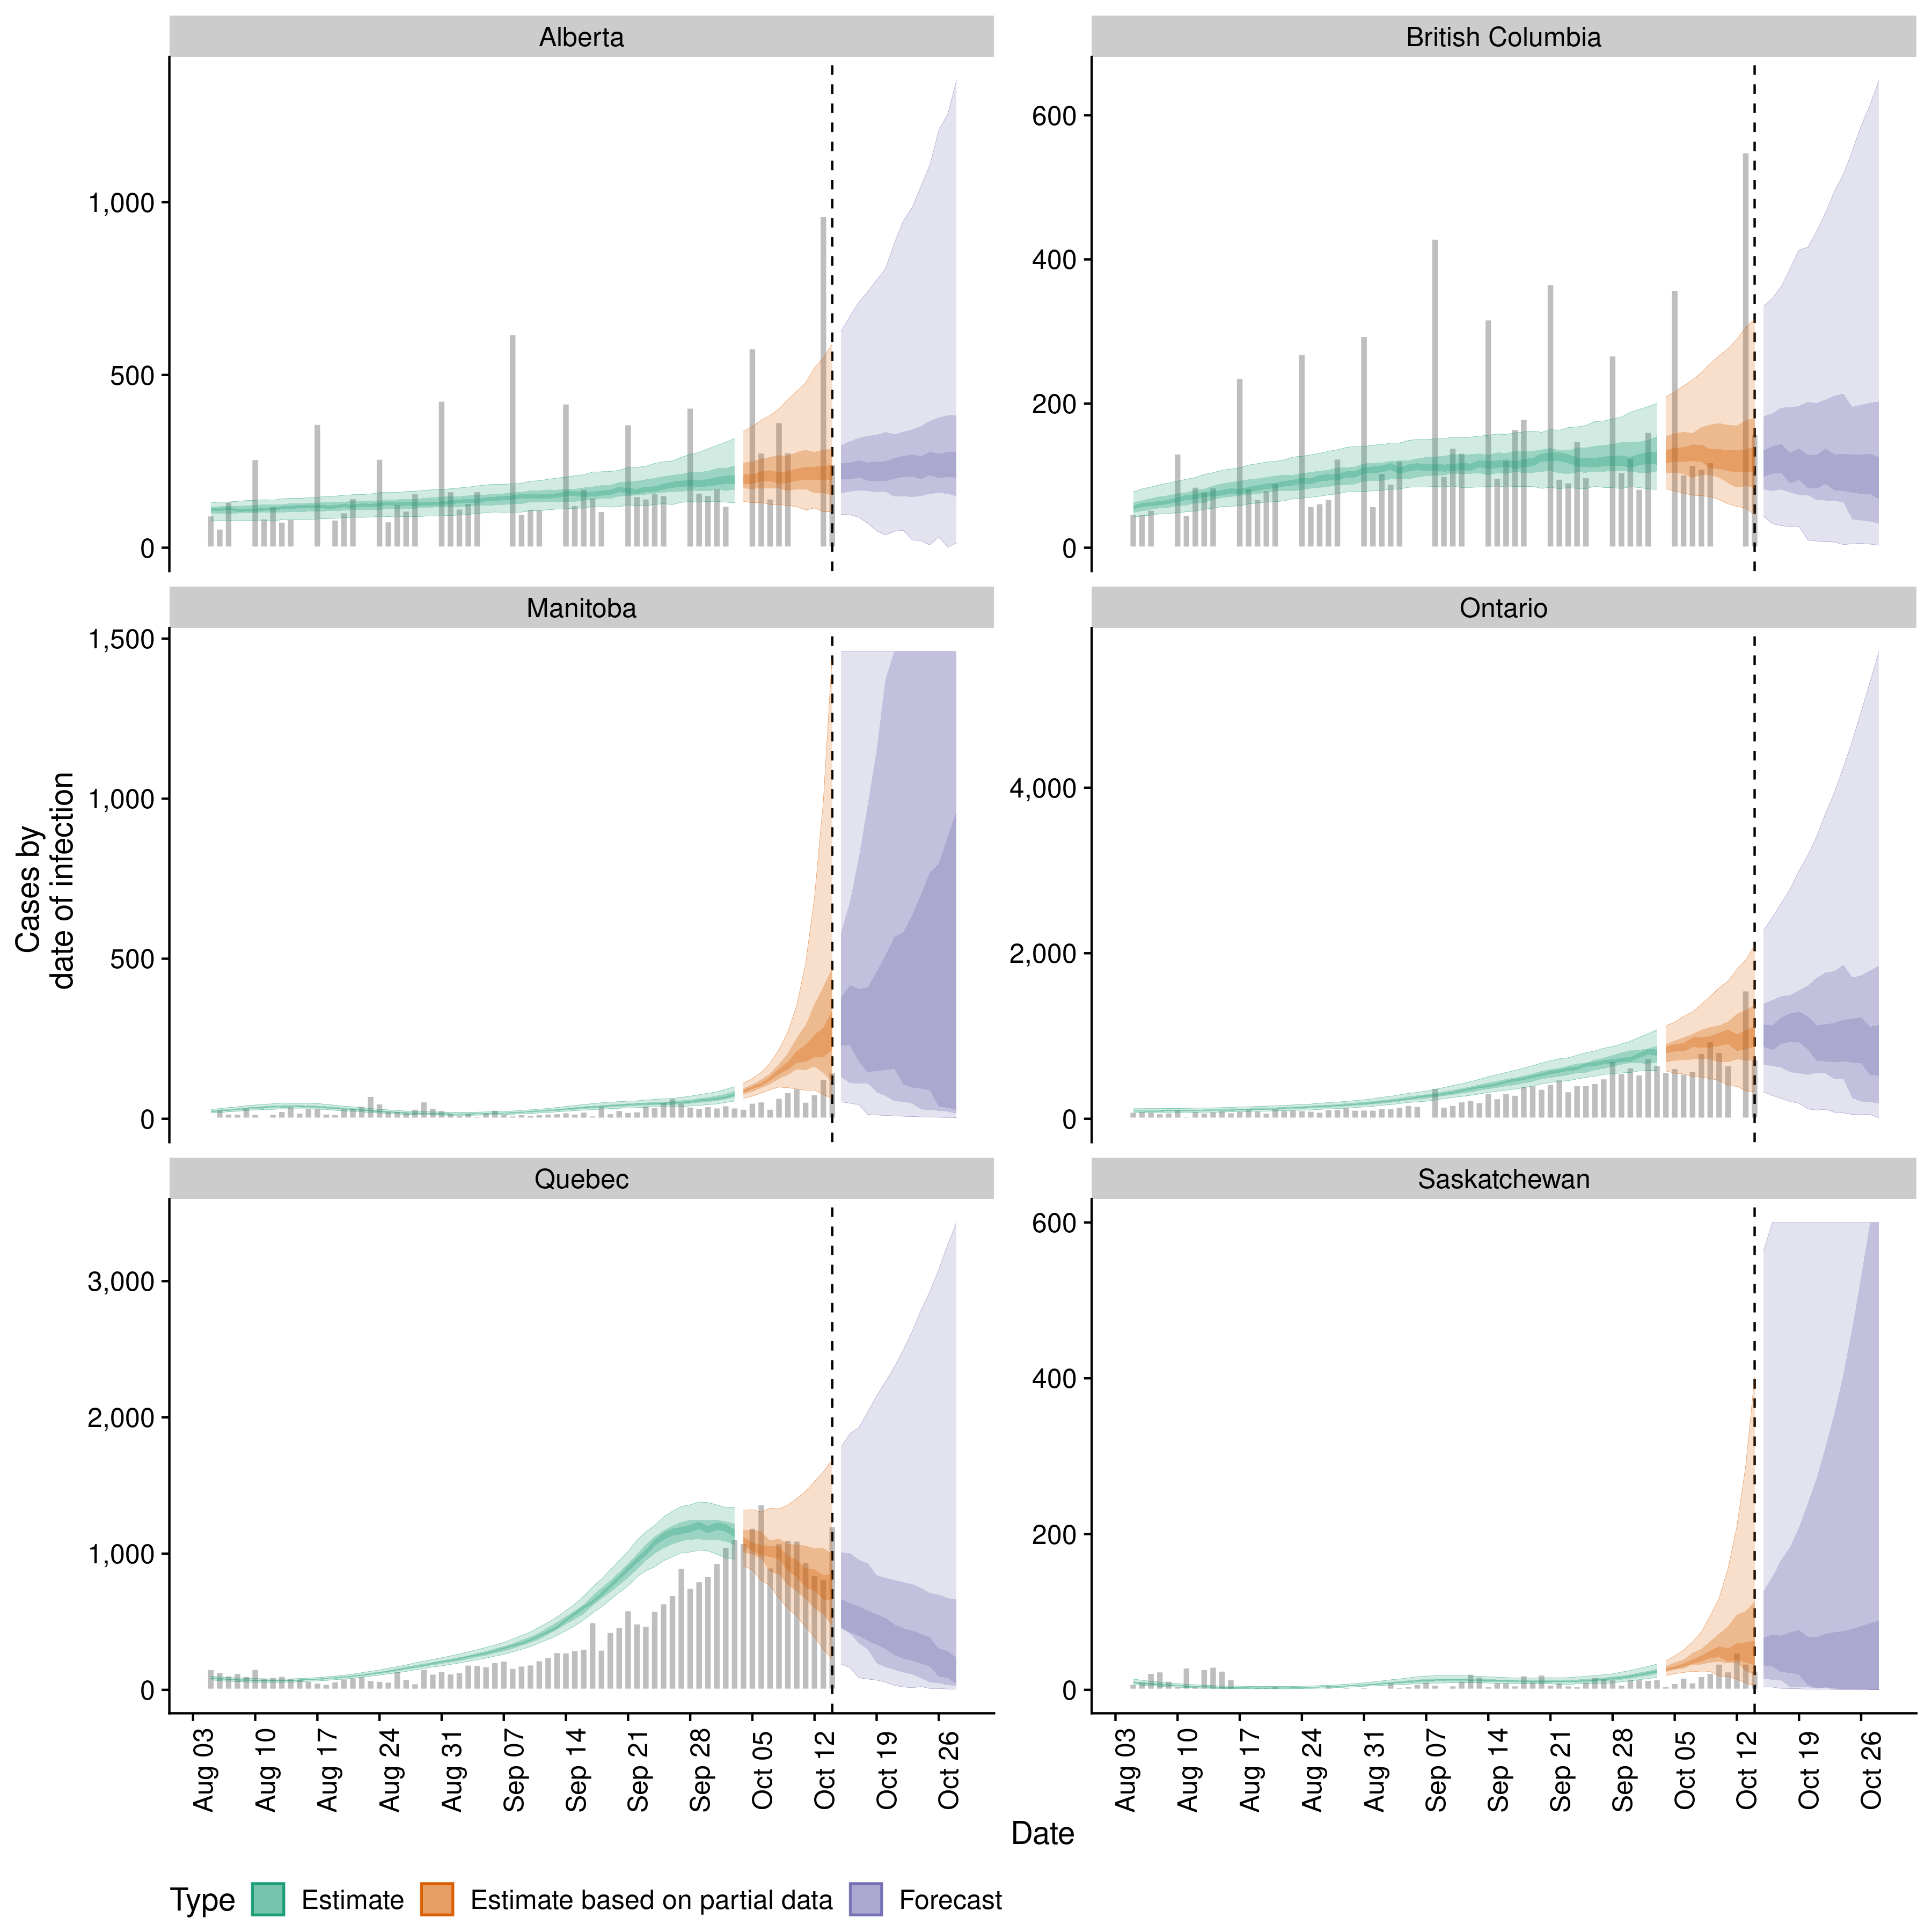 Alberta
British Columbia
1,000
500
0
600
400
200
0
Manitoba
Ontario
1,500
1,000
500
0
4,000
2,000
0
Cases by
date of infection
Quebec
Saskatchewan
3,000
2,000
1,000
0
600
400
200
0
Aug 03
Aug 10
Aug 17
Aug 24
Aug 31
Sep 07
Sep 14
Sep 21
Sep 28
Oct 05
Oct 12
Oct 19
Oct 26
Aug 03
Aug 10
Aug 17
Aug 24
Aug 31
Sep 07
Sep 14
Sep 21
Sep 28
Oct 05
Oct 12
Oct 19
Oct 26
Date
Type Estimate Estimate based on partial data Forecast